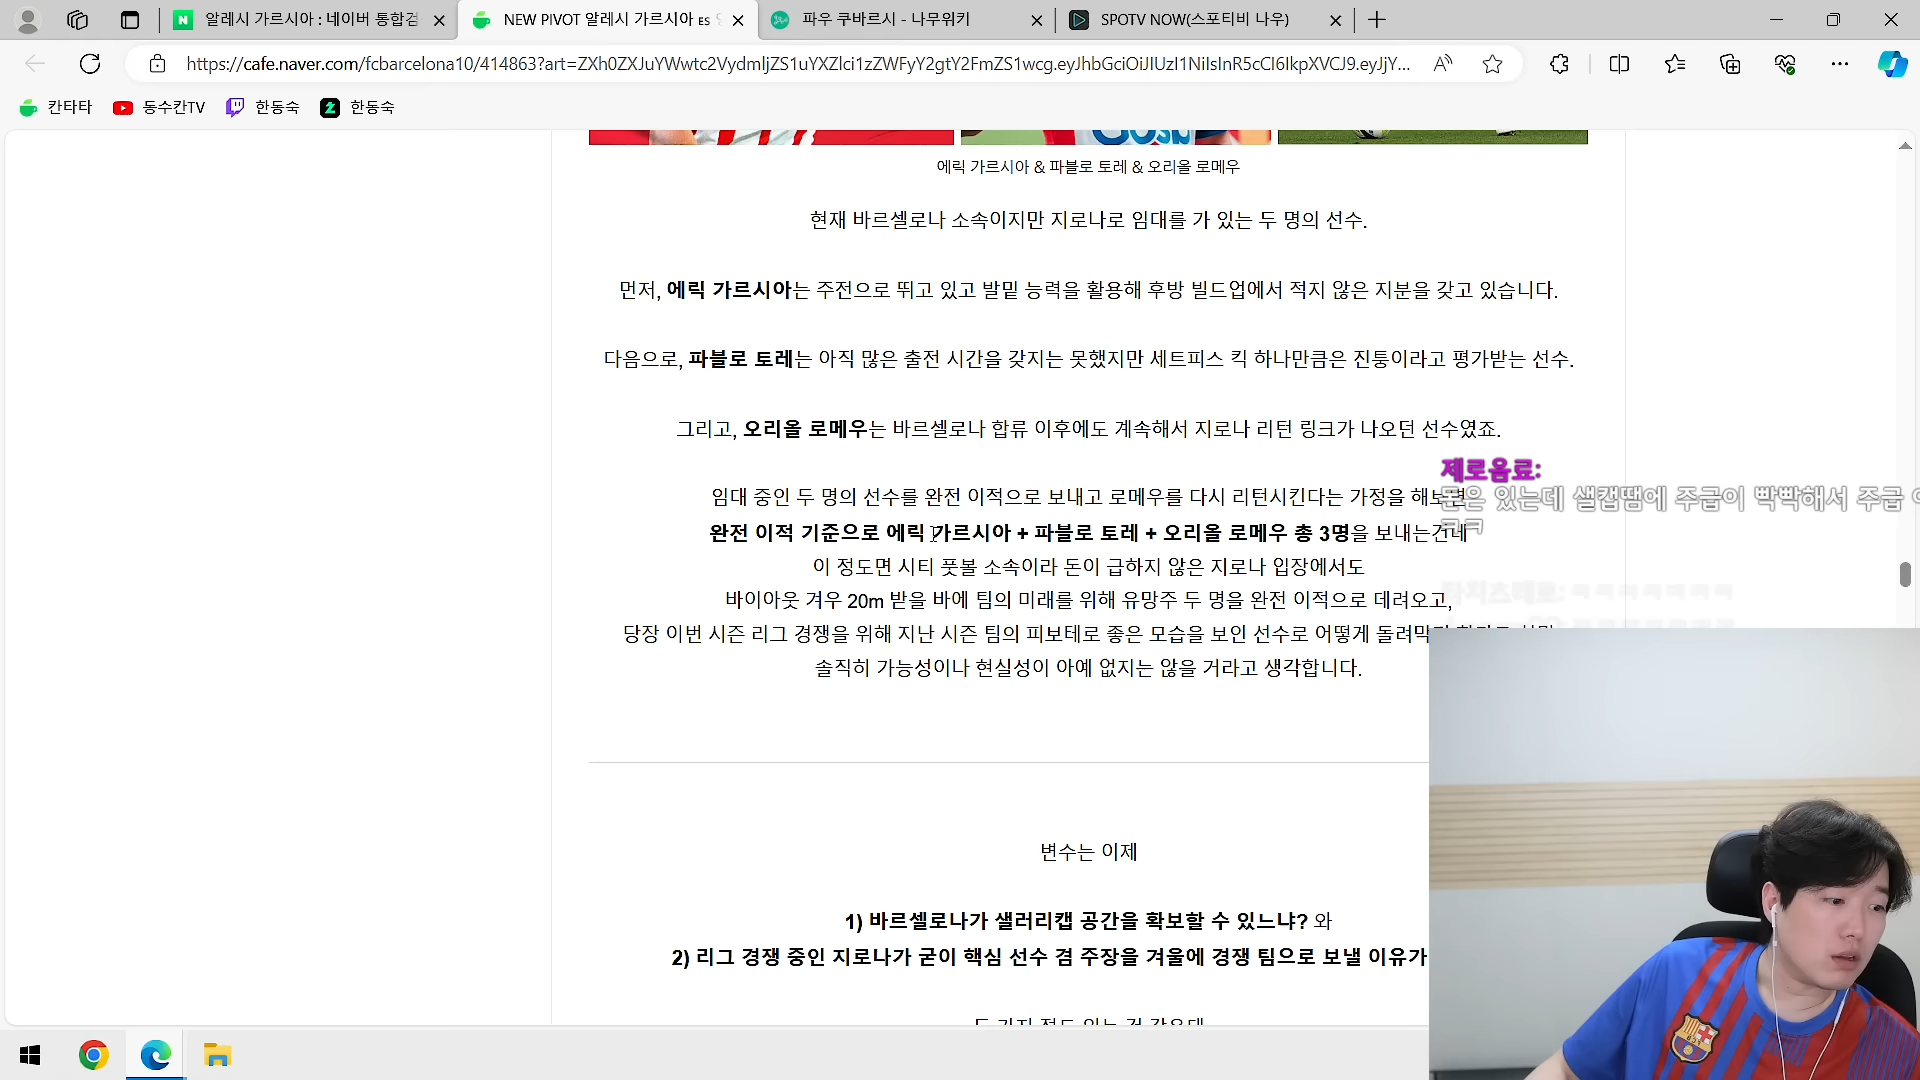 알레시 가르시아 : 네이버 통합검
NEW PIVOT 알레시 가르시아 ES
파우 쿠바르시 - 나무위키
SPOTV NOW(스포티비 나우)
https://cafe.naver.com/fcbarcelona10/414863?art=ZXh0ZXJuYWwtc2VydmljZS1uYXZlci1zZWFyY2gtY2FmZS1wcg.eyJhbGciOiJIUzI1NiIsInR5cCI6IkpXVCJ9.eyJjY...
칸타타
동수칸TV
한동숙
한동숙
에릭 가르시아 & 파블로 토레 & 오리올 로메우
현재 바르셀로나 소속이지만 지로나로 임대를 가 있는 두 명의 선수.
먼저, 에릭 가르시아는 주전으로 뛰고 있고 발밑 능력을 활용해 후방 빌드업에서 적지 않은 지분을 갖고 있습니다.
다음으로, 파블로 토레는 아직 많은 출전 시간을 갖지는 못했지만 세트피스 킥 하나만큼은 진퉁이라고 평가받는 선수.
그리고, 오리올 로메우는 바르셀로나 합류 이후에도 계속해서 지로나 리턴 링크가 나오던 선수였죠.
제로음료:
돈은 있는데 샐캡땜에 주급이 빡빡해서 주급
ㅋㅋ
임대 중인 두 명의 선수를 완전 이적으로 보내고 로메우를 다시 리턴시킨다는 가정을 해보면
완전 이적 기준으로 에릭 가르시아 + 파블로 토레 + 오리올 로메우 총 3명을 보내는건데
이 정도면 시티 풋볼 소속이라 돈이 급하지 않은 지로나 입장에서도
바이아웃 겨우 20m 받을 바에 팀의 미래를 위해 유망주 두 명을 완전 이적으로 데려오고,
당장 이번 시즌 리그 경쟁을 위해 지난 시즌 팀의 피보테로 좋은 모습을 보인 선수로 어떻게
솔직히 가능성이나 현실성이 아예 없지는 않을 거라고 생각합니다.
변수는 이제
1) 바르셀로나가 샐러리캡 공간을 확보할 수 있느냐? 와
2) 리그 경쟁 중인 지로나가 굳이 핵심 선수 겸 주장을 겨울에 경쟁 팀으로 보낼 이유가